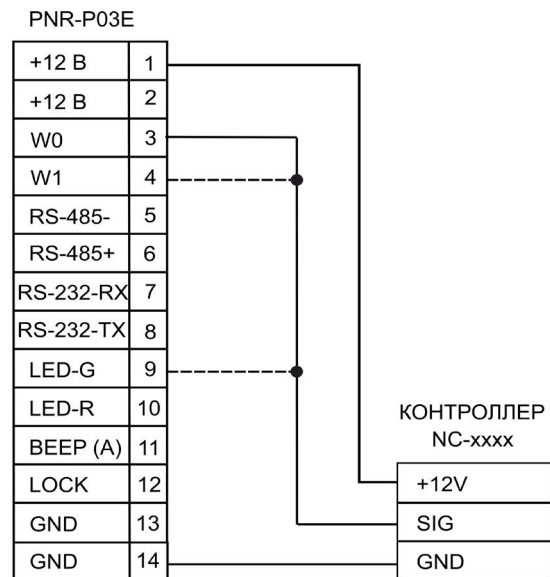 PNR-P03E
+12 В 1
+12 В 2
W0 3
W1 4
RS-485- 5
RS-485+ 6
RS-232-RX 7
RS-232-TX 8
LED-G 9
LED-R 10
BEEP (A) 11
LOCK 12
GND 13
GND 14
КОНТРОЛЛЕР
NC-xxxx
+12V
SIG
GND